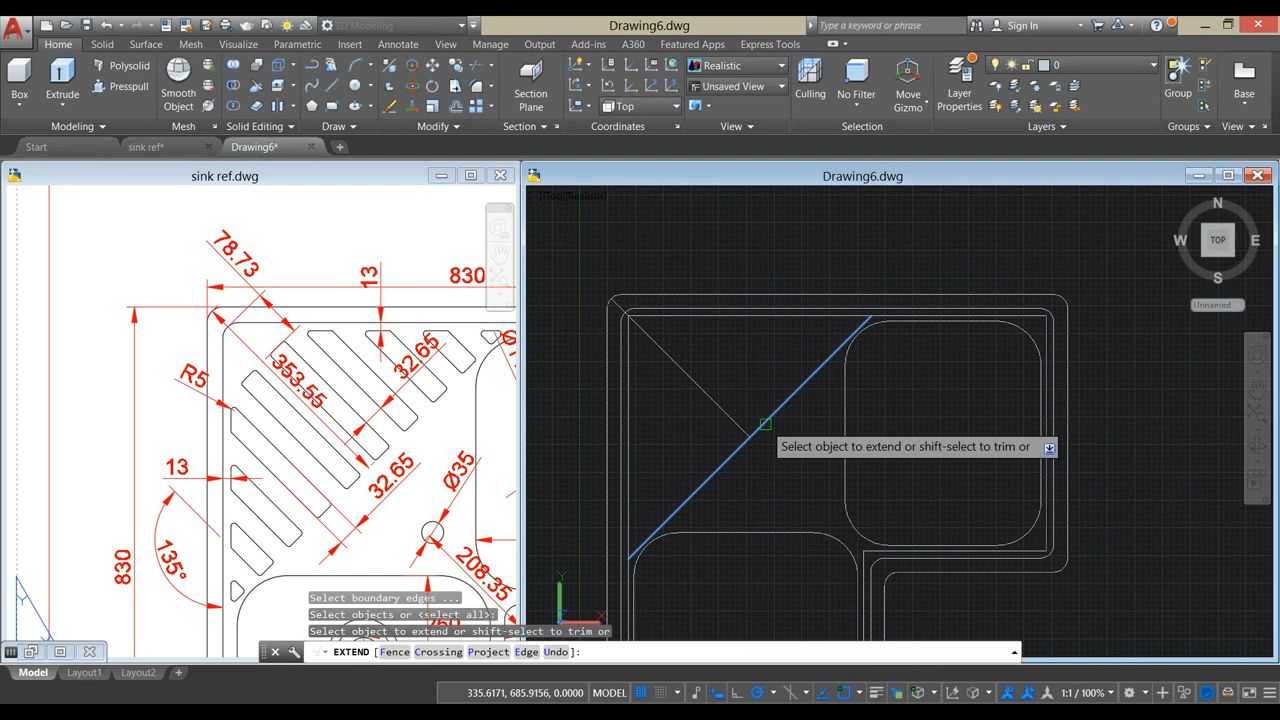 3D Modeling
Drawing6.dwg
Type a keyword or phrase
Sign In
Home Solid Surface Mesh Visualize Parametric Insert Annotate View Manage Output Add-ins A360 Featured Apps Express Tools
Box
Extrude
Polysolid
Presspull
Smooth
Object
Section
Plane
Realistic
Unsaved View
Top
Culling
No Filter
Move
Gizmo
Layer
Properties
0
Group
Base
Modeling
Mesh
Solid Editing
Draw
Modify
Section
Coordinates
View
Selection
Layers
Groups
View
Start
sink ref*
Drawing6*
sink ref.dwg
Drawing6.dwg
[Top][Realistic]
N
W
TOP
E
S
Unnamed
78.73
13
830
353.55
32.65
R5
13
32.65
Ø35
135°
208.35
830
Select object to extend or shift-select to trim or
Y
X
Y
Select boundary edges ...
Select objects or <select all>:
Select object to extend or shift-select to trim or
EXTEND [Fence Crossing Project Edge Undo]:
Model Layout1 Layout2
335.6171, 685.9156, 0.0000 MODEL
1:1 / 100%